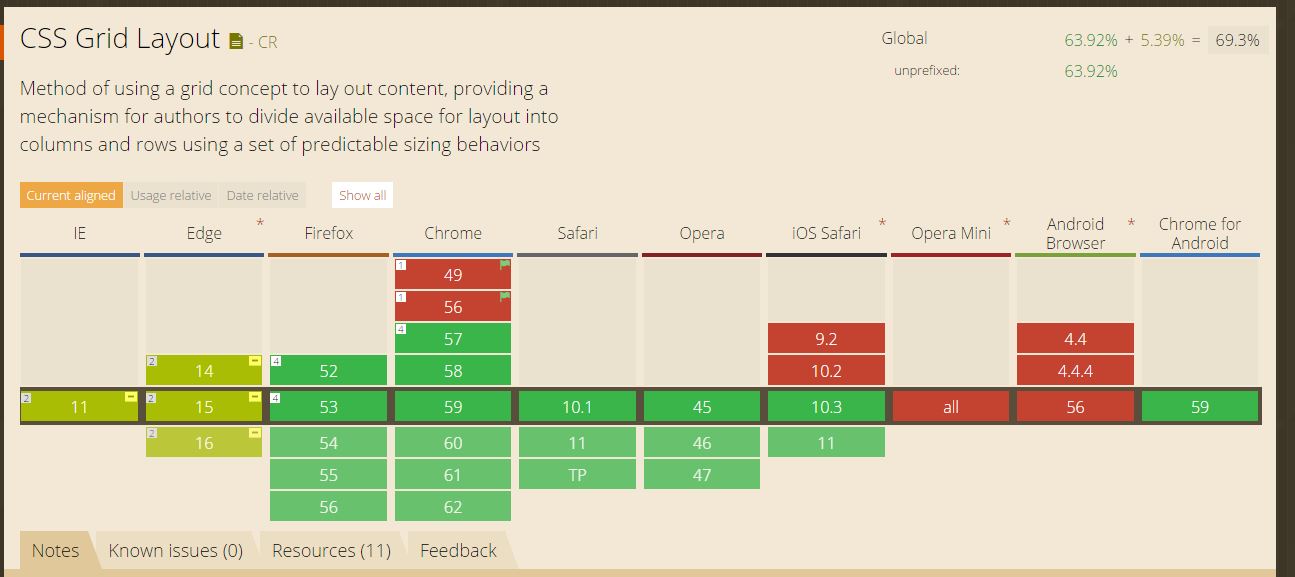 CSS Grid Layout - CR
Global 63.92% + 5.39% = 69.3%
unprefixed: 63.92%
Method of using a grid concept to lay out content, providing a
mechanism for authors to divide available space for layout into
columns and rows using a set of predictable sizing behaviors
Current aligned Usage relative Date relative Show all
IE Edge * Firefox Chrome Safari Opera iOS Safari * Opera Mini * Android Browser * Chrome for Android
1 49
1 56
4 57 9.2 4.4
2 14 4 52 58 10.2 4.4.4
2 11 2 15 4 53 59 10.1 45 10.3 all 56 59
2 16 54 60 11 46 11
55 61 TP 47
56 62
Notes Known issues (0) Resources (11) Feedback